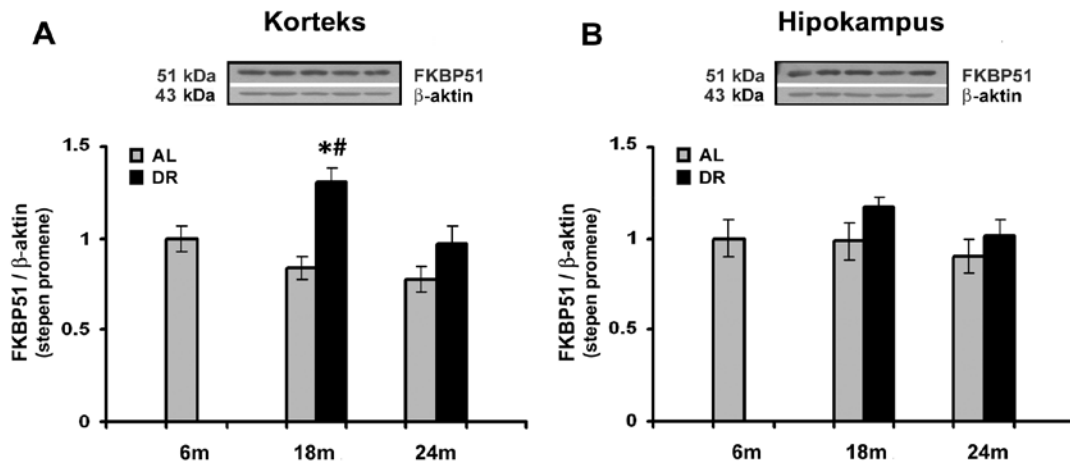 A
Korteks
51 kDa
FKBP51
43 kDa
β-aktin
AL
DR
*#
1.5
1
0.5
0
FKBP51 / β-aktin
(stepen promene)
6m
18m
24m
B
Hipokampus
51 kDa
FKBP51
43 kDa
β-aktin
AL
DR
1.5
1
0.5
0
FKBP51 / β-aktin
(stepen promene)
6m
18m
24m